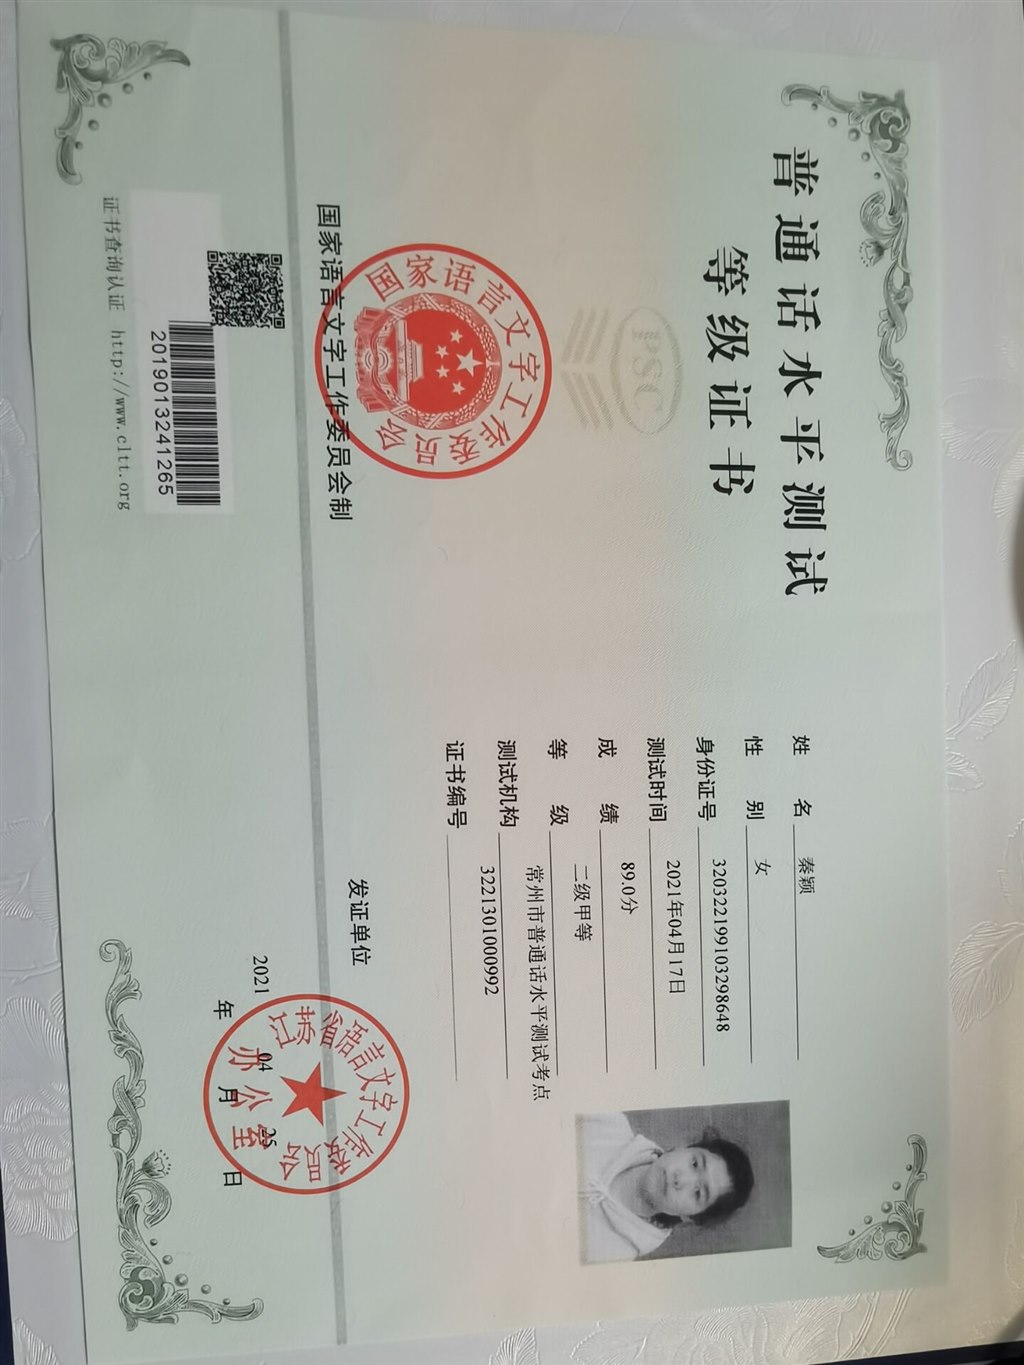 普通话水平测试
等级证书
PSC
国家语言文字工作委员会
国家语言文字工作委员会制
20190132412​65
证书查询认证 http://www.cltt.org
姓 名 秦颖
性 别 女
身份证号 320322199103298648
测试时间 2021年04月17日
成 绩 89.0分
等 级 二级甲等
测试机构 常州市普通话水平测试考点
证书编号 3221301000992
发证单位
江苏省语言文字工作委员会
办公室
2021 年 04 月 25 日